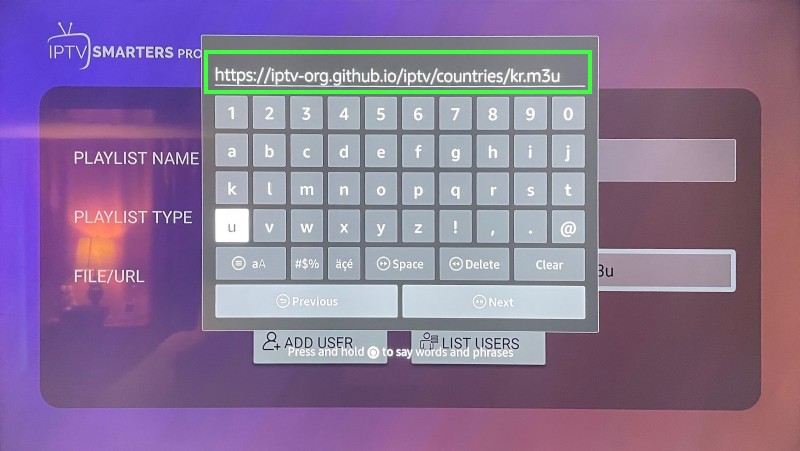 IPTV SMARTERS PRO
https://iptv-org.github.io/iptv/countries/kr.m3u
1 2 3 4 5 6 7 8 9 0
a b c d e f g h i j
k l m n o p q r s t
u v w x y z ! , . @
aA #$% äçé Space Delete Clear
Previous Next
PLAYLIST NAME
PLAYLIST TYPE
FILE/URL
3u
ADD USER LIST USERS
Press and hold to say words and phrases